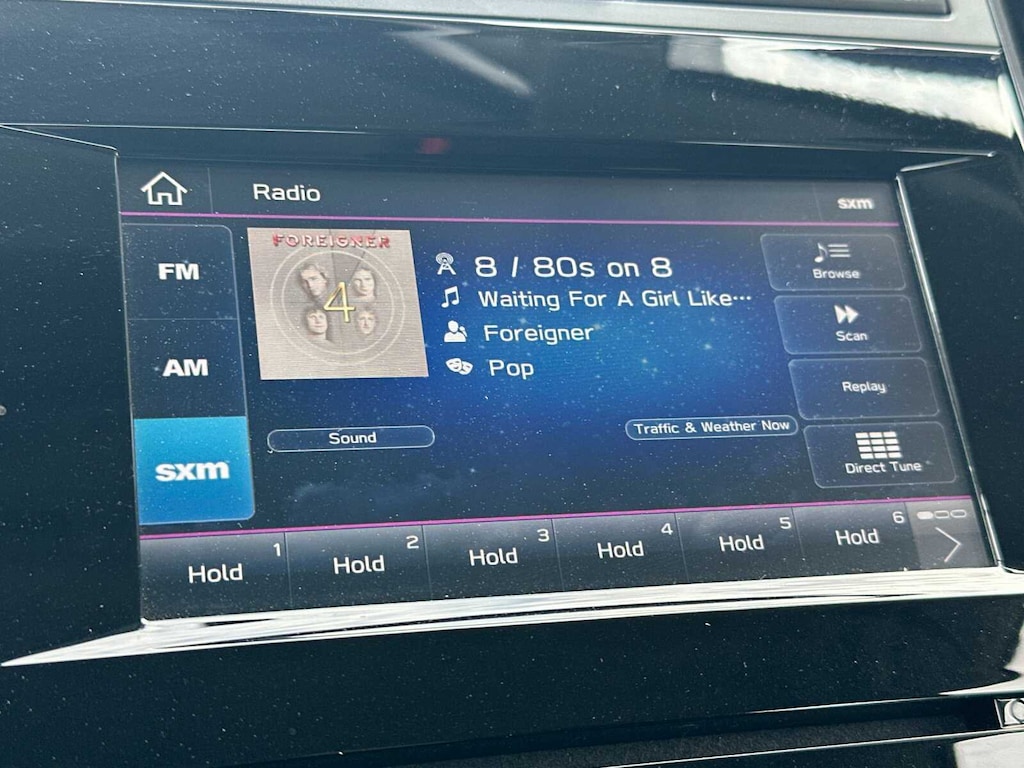 Radio
sxm
FM
AM
sxm
FOREIGNER
4
8 / 80s on 8
Waiting For A Girl Like...
Foreigner
Pop
Sound
Traffic & Weather Now
Browse
Scan
Replay
Direct Tune
1
Hold
2
Hold
3
Hold
4
Hold
5
Hold
6
Hold